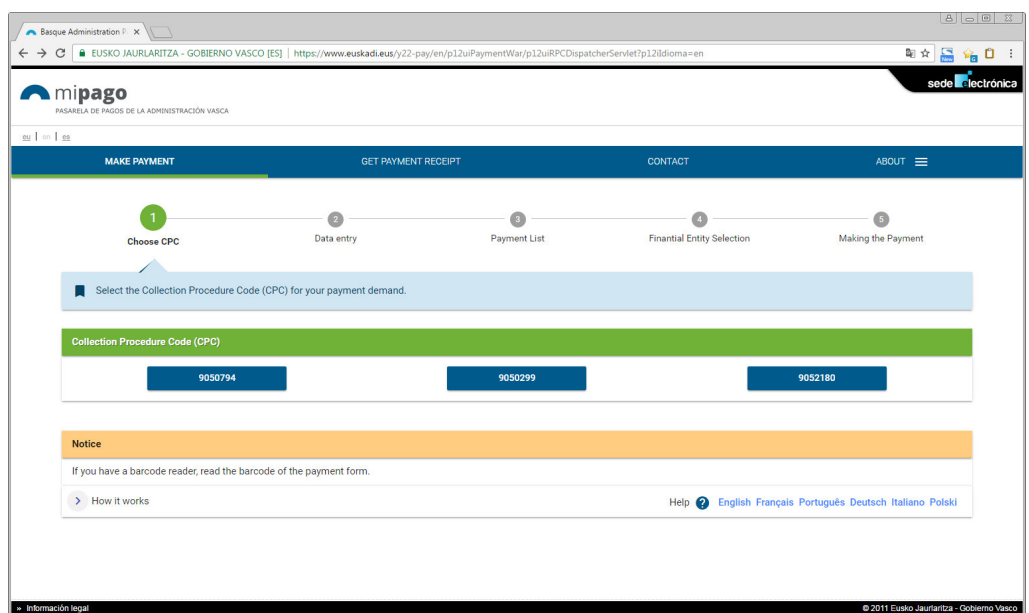 Basque Administration P
EUSKO JAURLARITZA - GOBIERNO VASCO [ES] | https://www.euskadi.eus/y22-pay/en/p12uiPaymentWar/p12uiRPCDispatcherServlet?p12iIdioma=en
New
mipago
PASARELA DE PAGOS DE LA ADMINISTRACIÓN VASCA
sede electrónica
eu | en | es
MAKE PAYMENT GET PAYMENT RECEIPT CONTACT ABOUT
1 2 3 4 5
Choose CPC Data entry Payment List Finantial Entity Selection Making the Payment
Select the Collection Procedure Code (CPC) for your payment demand.
Collection Procedure Code (CPC)
9050794 9050299 9052180
Notice
If you have a barcode reader, read the barcode of the payment form.
> How it works Help ? English Français Português Deutsch Italiano Polski
» Información legal © 2011 Eusko Jaurlaritza - Gobierno Vasco